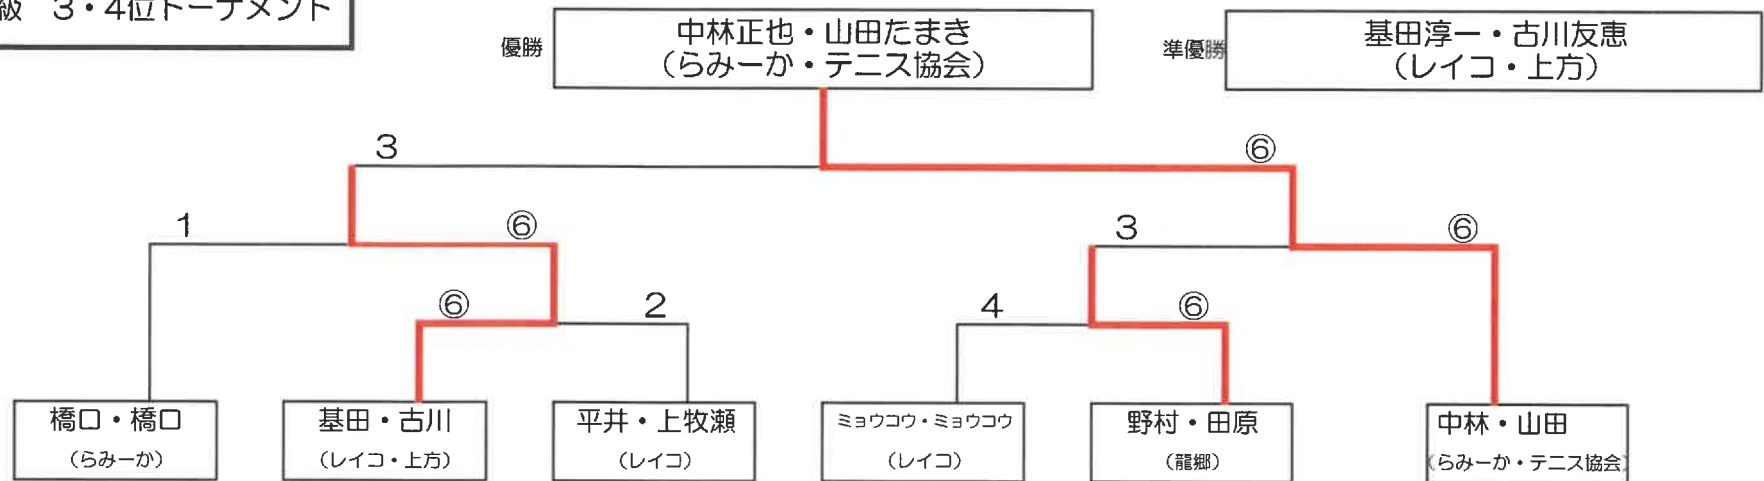 級 3・4位トーナメント
優勝
中林正也・山田たまき
(らみーか・テニス協会)
準優勝
基田淳一・古川友恵
(レイコ・上方)
3
⑥
1
⑥
3
⑥
⑥
2
4
⑥
橋口・橋口
(らみーか)
基田・古川
(レイコ・上方)
平井・上牧瀬
(レイコ)
ミョウコウ・ミョウコウ
(レイコ)
野村・田原
(龍郷)
中林・山田
(らみーか・テニス協会)